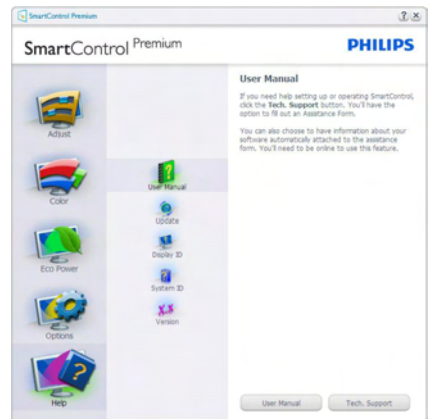 SmartControl Premium
SmartControl Premium
PHILIPS
Adjust
Color
Eco Power
Options
Help
User Manual
Update
Display ID
System ID
Version
User Manual
If you need help setting up or operating SmartControl,
click the Tech. Support button. You'll have the
option to fill out an Assistance Form.
You can also choose to have information about your
software automatically attached to the assistance
form. You'll need to be online to use this feature.
User Manual
Tech. Support